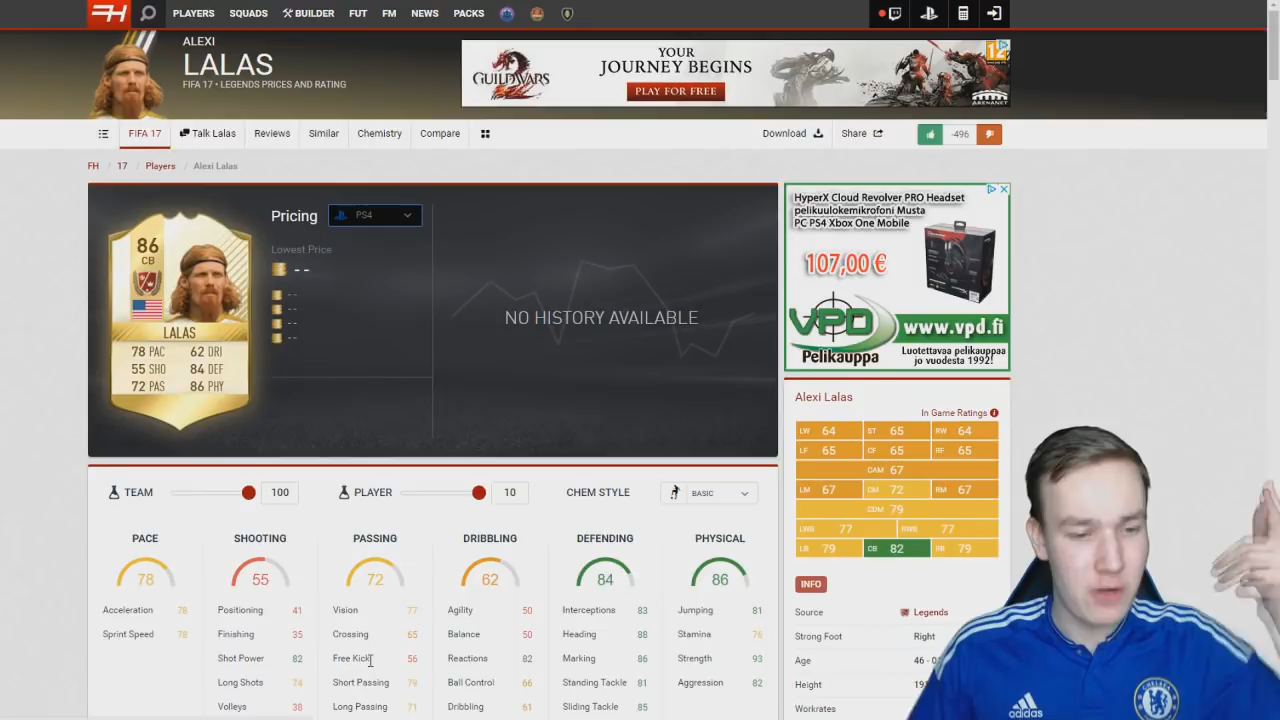 FH PLAYERS SQUADS BUILDER FUT FM NEWS PACKS
ALEXI
LALAS
FIFA 17 • LEGENDS PRICES AND RATING
GUILD WARS 2
YOUR
JOURNEY BEGINS
PLAY FOR FREE
12
ARENANET
FIFA 17 Talk Lalas Reviews Similar Chemistry Compare Download Share -496
FH / 17 / Players / Alexi Lalas
86
CB
LALAS
78 PAC 62 DRI
55 SHO 84 DEF
72 PAS 86 PHY
Pricing PS4
Lowest Price
--
--
--
--
--
NO HISTORY AVAILABLE
HyperX Cloud Revolver PRO Headset
pelikuulokemikrofoni Musta
PC PS4 Xbox One Mobile
107,00 €
VPD
Pelikauppa
www.vpd.fi
Luotettavaa pelikauppaa
jo vuodesta 1992!
TEAM 100 PLAYER 10 CHEM STYLE BASIC
PACE
78
Acceleration 78
Sprint Speed 78
SHOOTING
55
Positioning 41
Finishing 35
Shot Power 82
Long Shots 74
Volleys 38
PASSING
72
Vision 77
Crossing 65
Free Kick 56
Short Passing 79
Long Passing 71
DRIBBLING
62
Agility 50
Balance 50
Reactions 82
Ball Control 66
Dribbling 61
DEFENDING
84
Interceptions 83
Heading 88
Marking 86
Standing Tackle 81
Sliding Tackle 85
PHYSICAL
86
Jumping 81
Stamina 76
Strength 93
Aggression 82
Alexi Lalas
In Game Ratings
LW 64 ST 65 RW 64
LF 65 CF 65 RF 65
CAM 67
LM 67 CM 72 RM 67
CDM 79
LWB 77 RWB 77
LB 79 CB 82 RB 79
INFO
Source Legends
Strong Foot Right
Age 46 - 0
Height 19
Workrates
adidas
CHELSEA